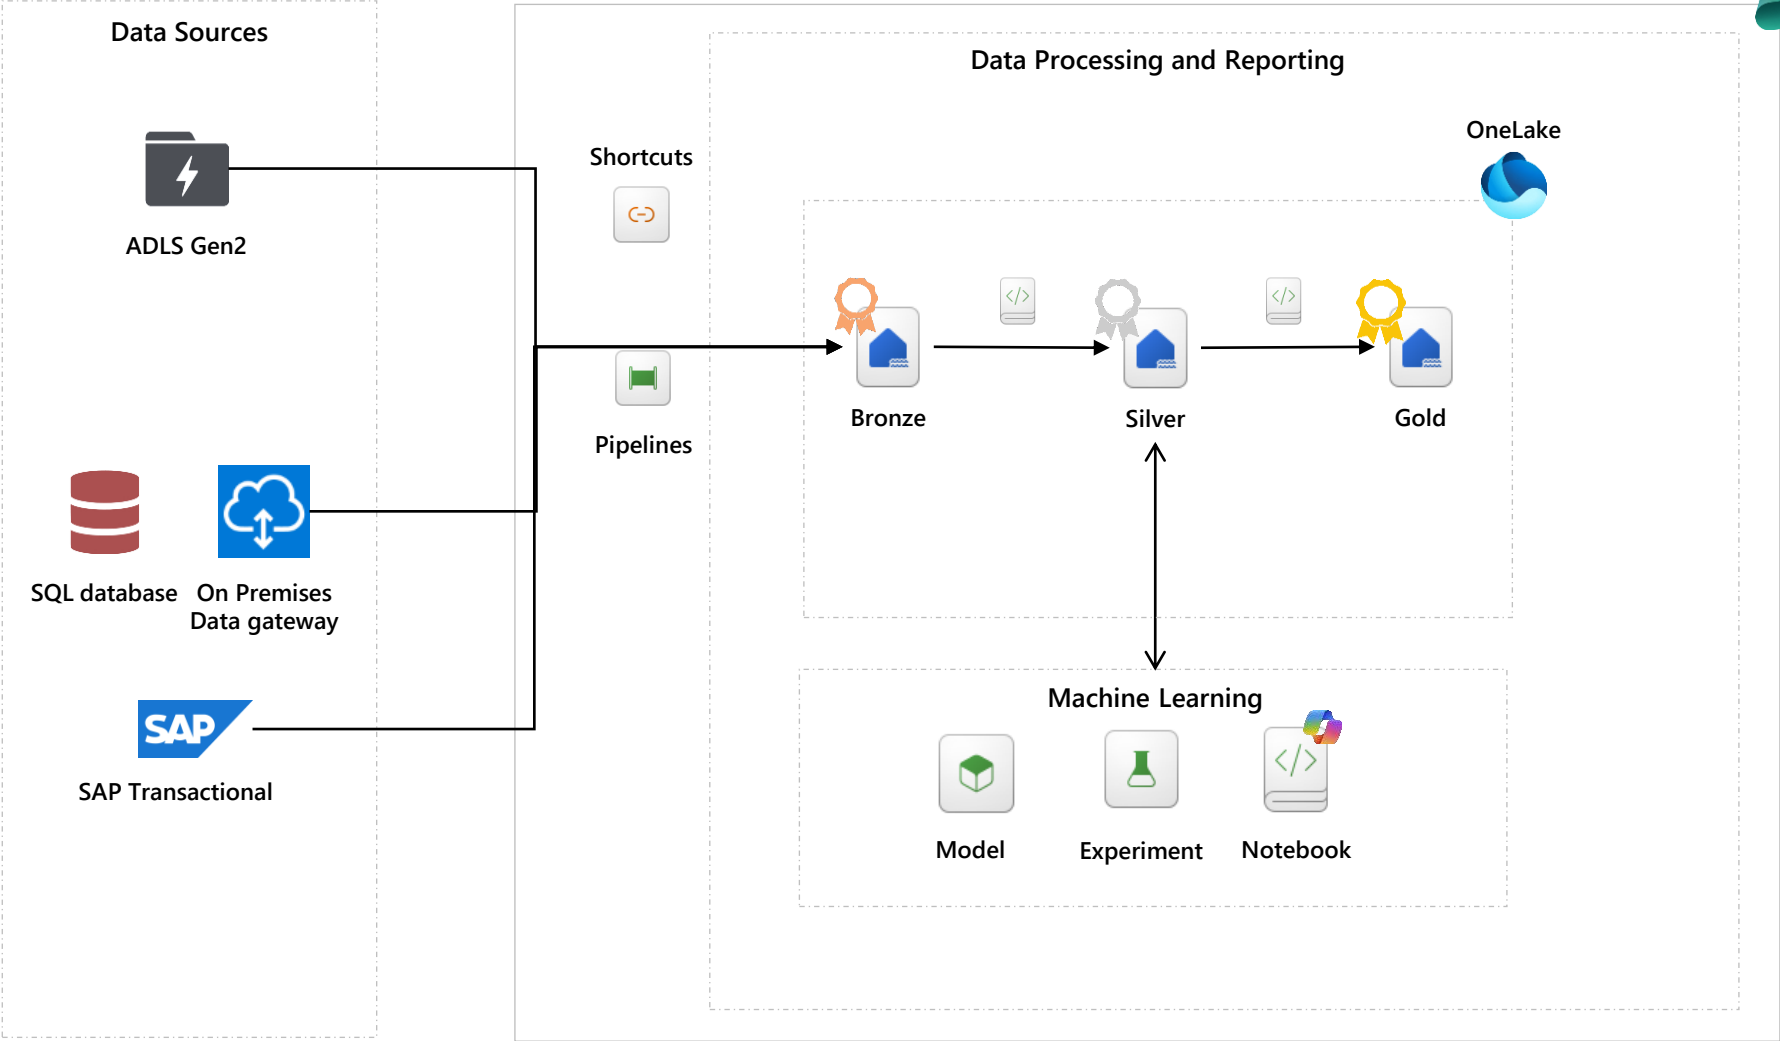 Data Sources
ADLS Gen2
SQL database
On Premises
Data gateway
SAP
SAP Transactional
Shortcuts
Pipelines
Data Processing and Reporting
OneLake
Bronze
Silver
Gold
Machine Learning
Model
Experiment
Notebook